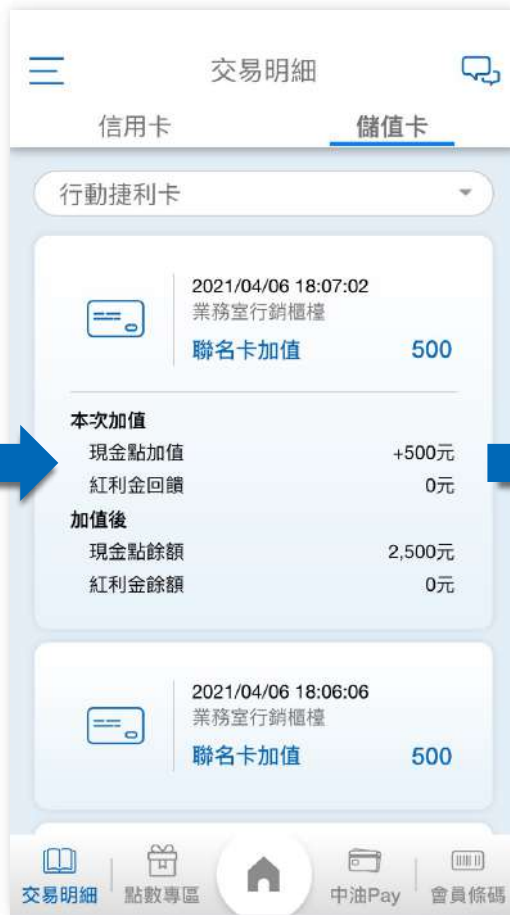 交易明細
信用卡
儲值卡
行動捷利卡
2021/04/06 18:07:02
業務室行銷櫃檯
聯名卡加值 500
本次加值
現金點加值 +500元
紅利金回饋 0元
加值後
現金點餘額 2,500元
紅利金餘額 0元
2021/04/06 18:06:06
業務室行銷櫃檯
聯名卡加值 500
交易明細
點數專區
中油Pay
會員條碼